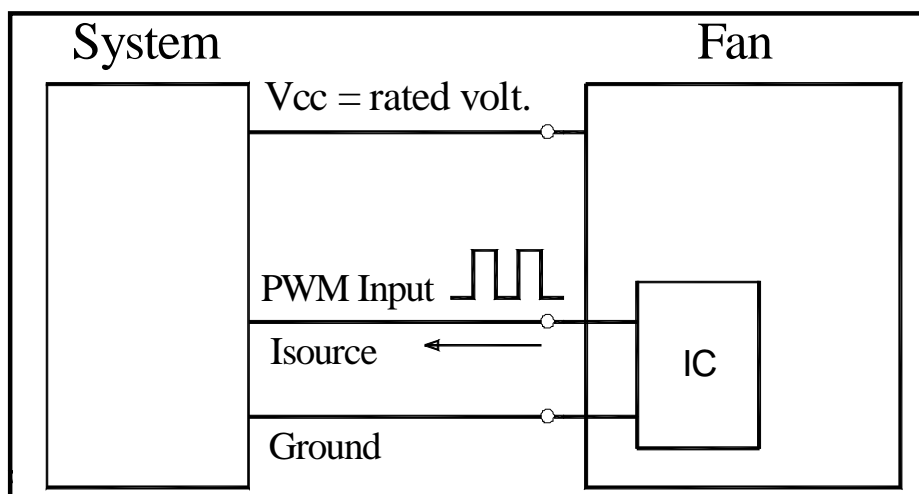 System
Fan
Vcc = rated volt.
PWM Input
Isource
IC
Ground